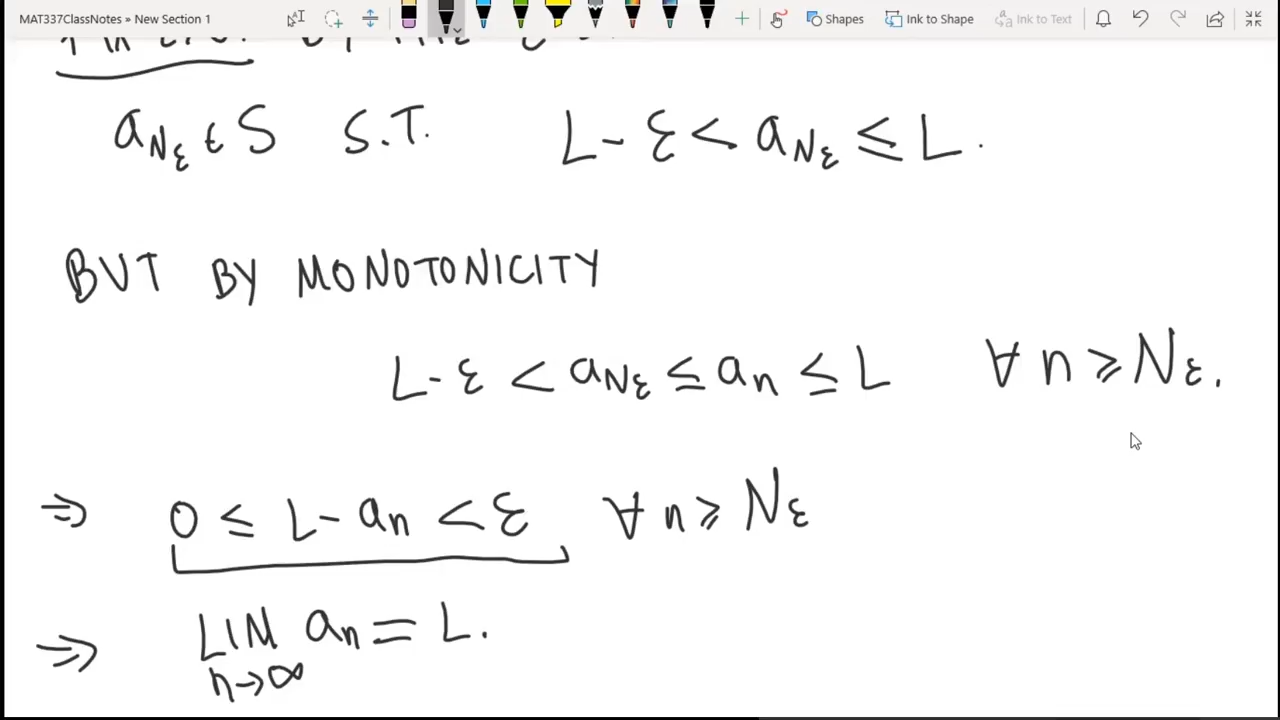 MAT337ClassNotes » New Section 1
Shapes
Ink to Shape
Ink to Text
a_{N_ε} ∈ S S.T. L-ε < a_{N_ε} ≤ L.
BUT BY MONOTONICITY
L-ε < a_{N_ε} ≤ a_n ≤ L ∀ n ≥ N_ε.
⇒ 0 ≤ L-a_n < ε ∀ n ≥ N_ε
⇒ LIM a_n = L.
n→∞